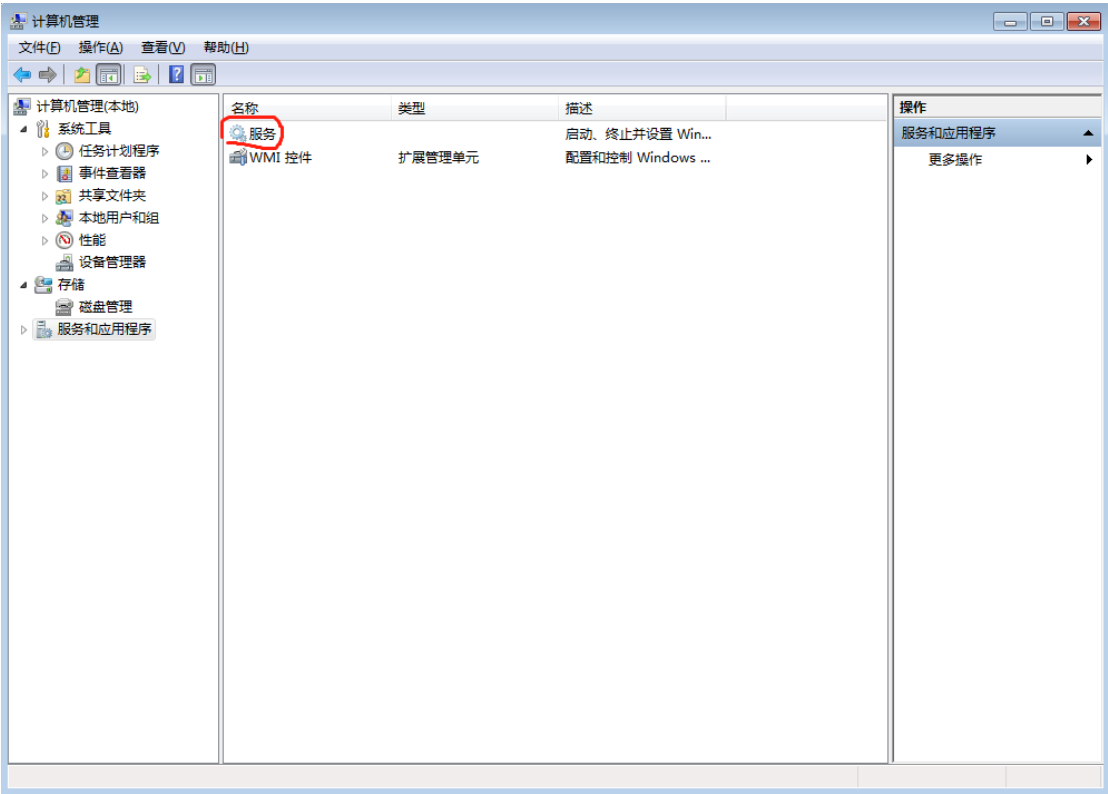 计算机管理
文件(F) 操作(A) 查看(V) 帮助(H)
计算机管理(本地)
系统工具
任务计划程序
事件查看器
共享文件夹
本地用户和组
性能
设备管理器
存储
磁盘管理
服务和应用程序
名称 类型 描述
服务 启动、终止并设置 Win...
WMI 控件 扩展管理单元 配置和控制 Windows ...
操作
服务和应用程序
更多操作